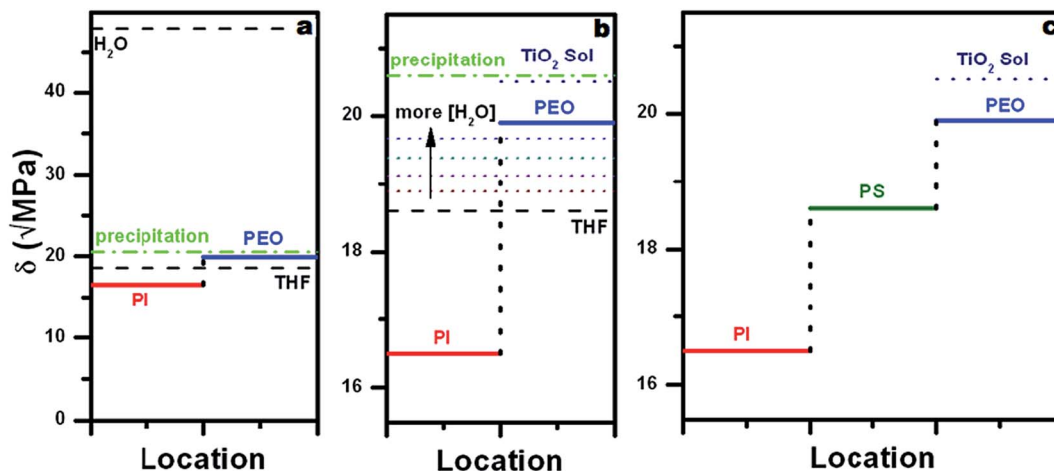 δ (√MPa)
a
H₂O
40
30
precipitation
PEO
20
THF
PI
10
0
Location
b
precipitation
TiO₂ Sol
PEO
20
more [H₂O]
THF
18
PI
16
Location
c
TiO₂ Sol
20
PEO
PS
18
PI
16
Location